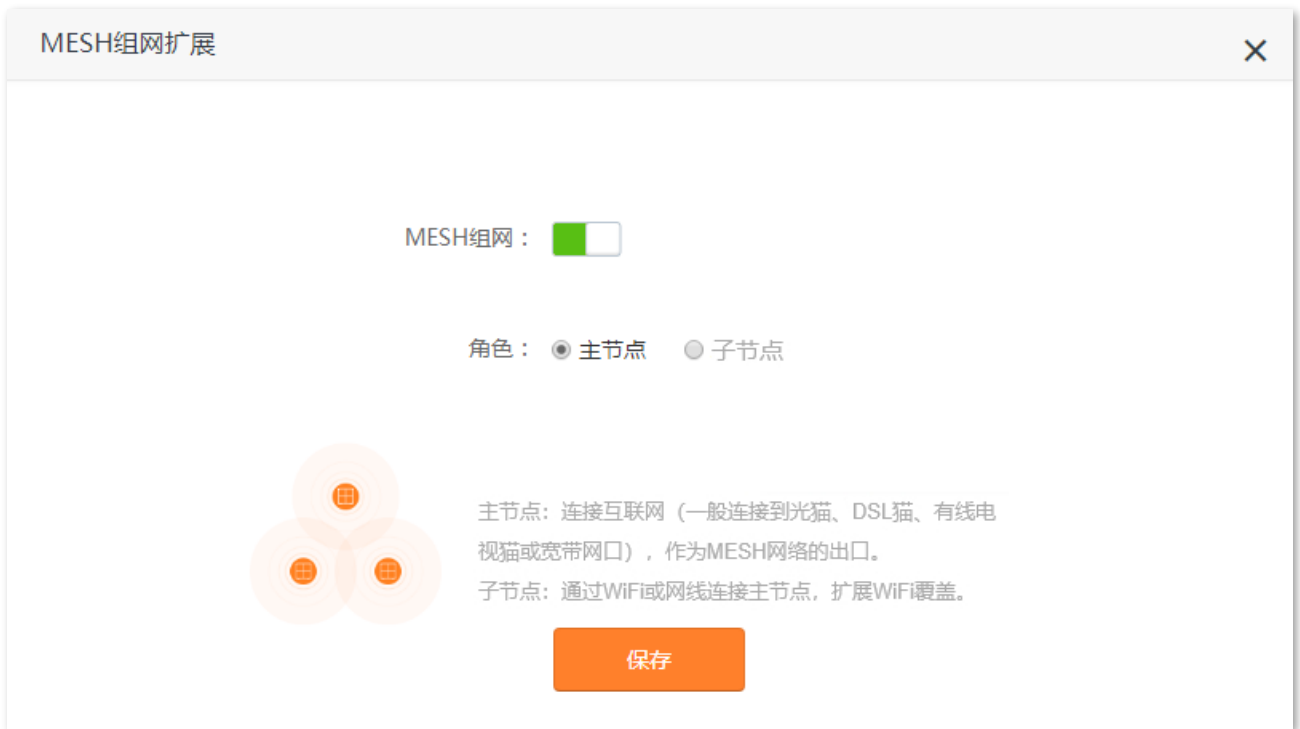 MESH组网扩展
MESH组网：
角色： 主节点 子节点
主节点：连接互联网（一般连接到光猫、DSL猫、有线电
视猫或宽带网口），作为MESH网络的出口。
子节点：通过WiFi或网线连接主节点，扩展WiFi覆盖。
保存